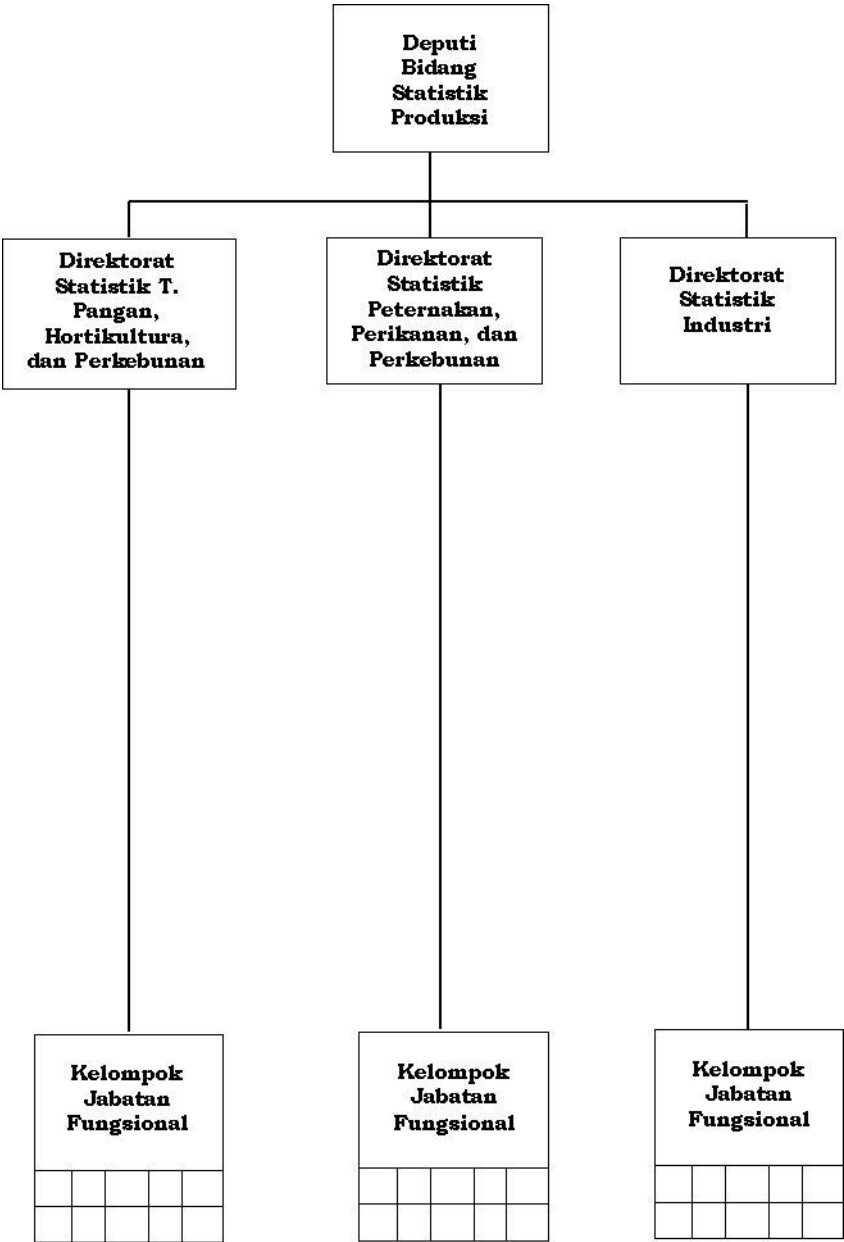 Deputi
Bidang
Statistik
Produksi
Direktorat
Statistik T.
Pangan,
Hortikultura,
dan Perkebunan
Direktorat
Statistik
Peternakan,
Perikanan, dan
Perkebunan
Direktorat
Statistik
Industri
Kelompok
Jabatan
Fungsional
Kelompok
Jabatan
Fungsional
Kelompok
Jabatan
Fungsional